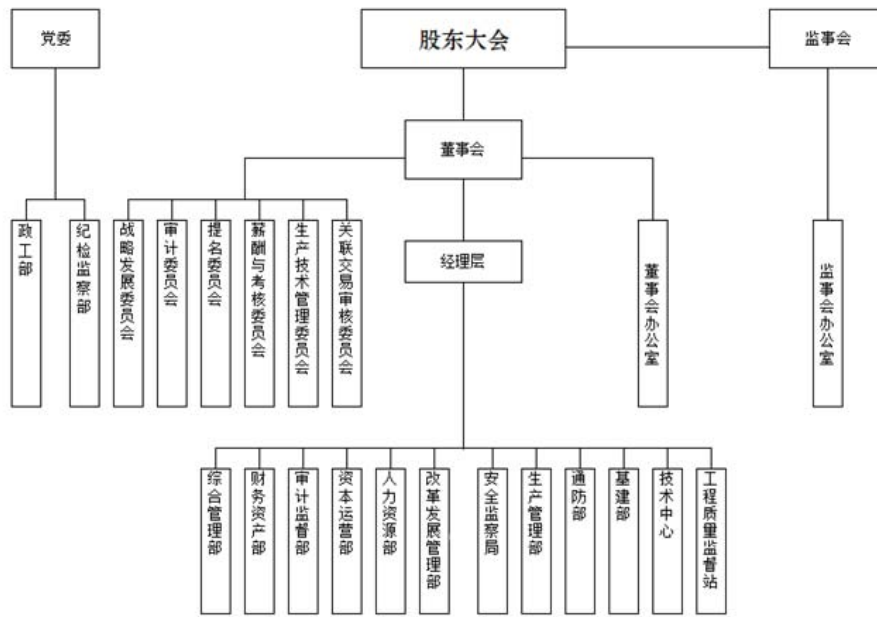 党委
股东大会
监事会
董事会
政工部
纪检监察部
战略发展委员会
审计委员会
提名委员会
薪酬与考核委员会
生产技术管理委员会
关联交易审核委员会
经理层
董事会办公室
监事会办公室
综合管理部
财务资产部
审计监督部
资本运营部
人力资源部
改革发展管理部
安全监察局
生产管理部
通防部
基建部
技术中心
工程质量监督站